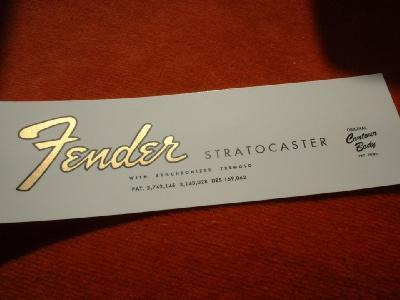 Fender STRATOCASTER
WITH SYNCHRONIZED TREMOLO
PAT. 2,741,146 3,143,028 DES.169,062
ORIGINAL
Contour
Body
PAT. PEND.